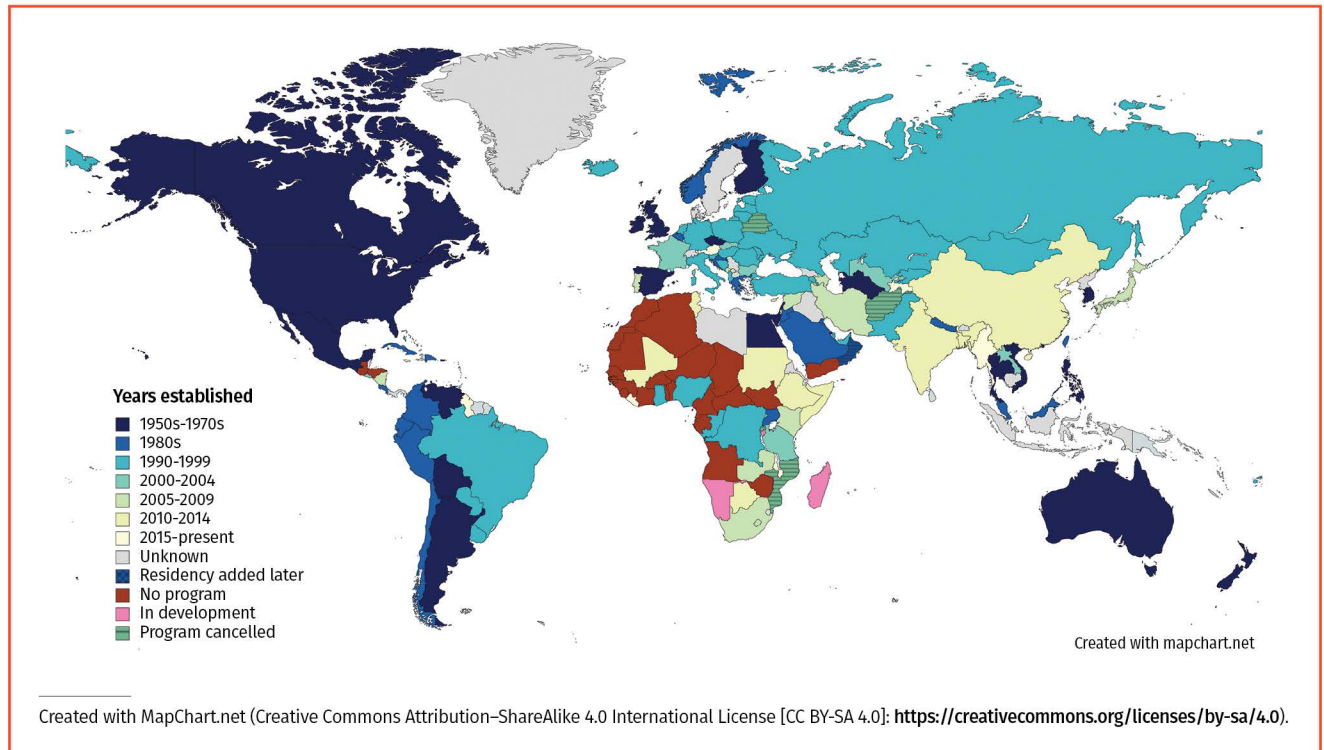 Years established
1950s-1970s
1980s
1990-1999
2000-2004
2005-2009
2010-2014
2015-present
Unknown
Residency added later
No program
In development
Program cancelled
Created with mapchart.net
Created with MapChart.net (Creative Commons Attribution–ShareAlike 4.0 International License [CC BY-SA 4.0]: https://creativecommons.org/licenses/by-sa/4.0).